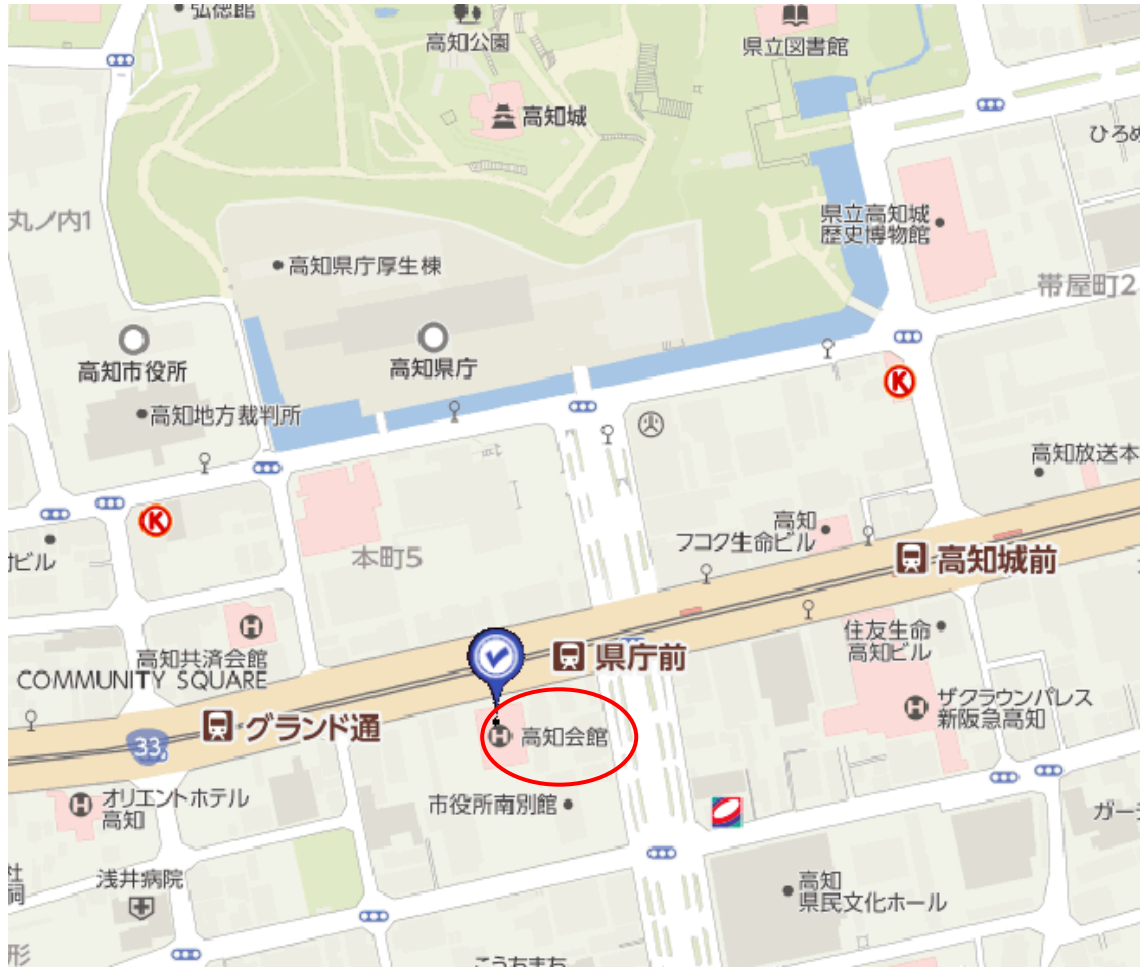 弘徳館
高知公園
県立図書館
高知城
ひろめ
丸ノ内1
県立高知城
歴史博物館
高知県庁厚生棟
帯屋町2
高知市役所
高知県庁
K
高知地方裁判所
高知放送本
K
高知
フコク生命ビル
ビル
本町5
高知城前
住友生命
高知ビル
高知共済会館
COMMUNITY SQUARE
県庁前
ザクラウンパレス
新阪急高知
グランド通
33
H 高知会館
オリエントホテル
高知
市役所南別館
ガー
浅井病院
高知
県民文化ホール
こうちまち